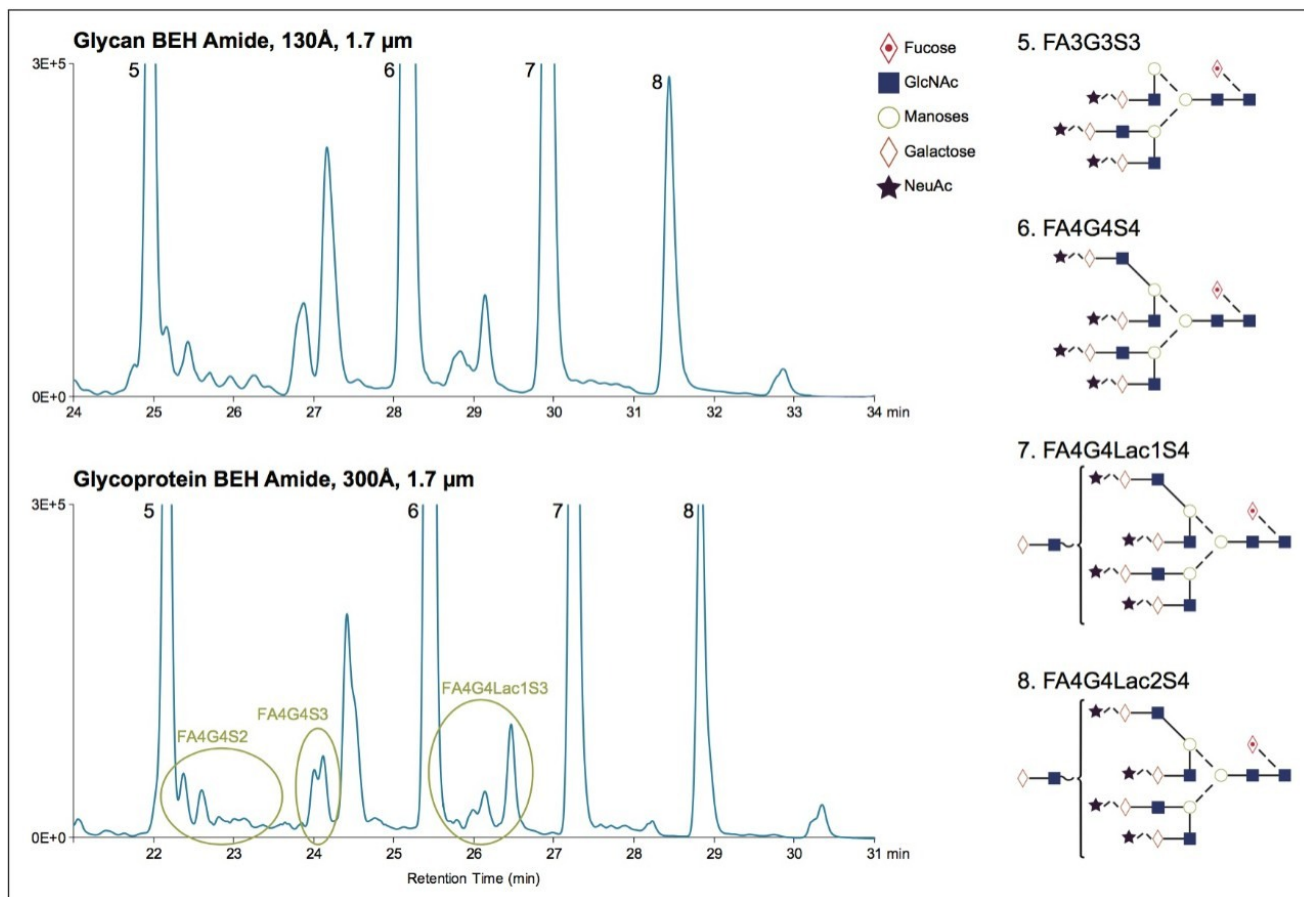 Glycan BEH Amide, 130Å, 1.7 µm
3E+5
5
6
7
8
0E+0
24 25 26 27 28 29 30 31 32 33 34 min
Glycoprotein BEH Amide, 300Å, 1.7 µm
3E+5
5
6
7
8
FA4G4S2
FA4G4S3
FA4G4Lac1S3
0E+0
22 23 24 25 26 27 28 29 30 31 min
Retention Time (min)
Fucose
GlcNAc
Manoses
Galactose
NeuAc
5. FA3G3S3
6. FA4G4S4
7. FA4G4Lac1S4
8. FA4G4Lac2S4